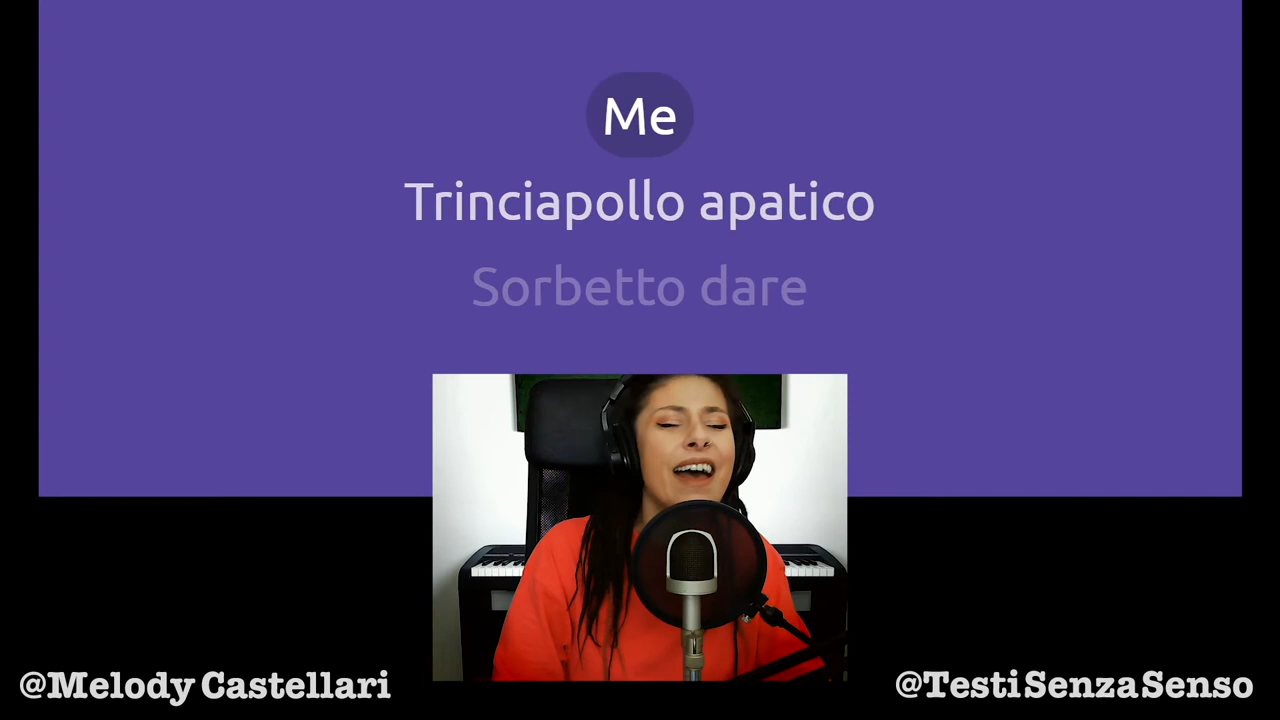 Me
Trinciapollo apatico
Sorbetto dare
@Melody Castellari
@TestiSenzaSenso